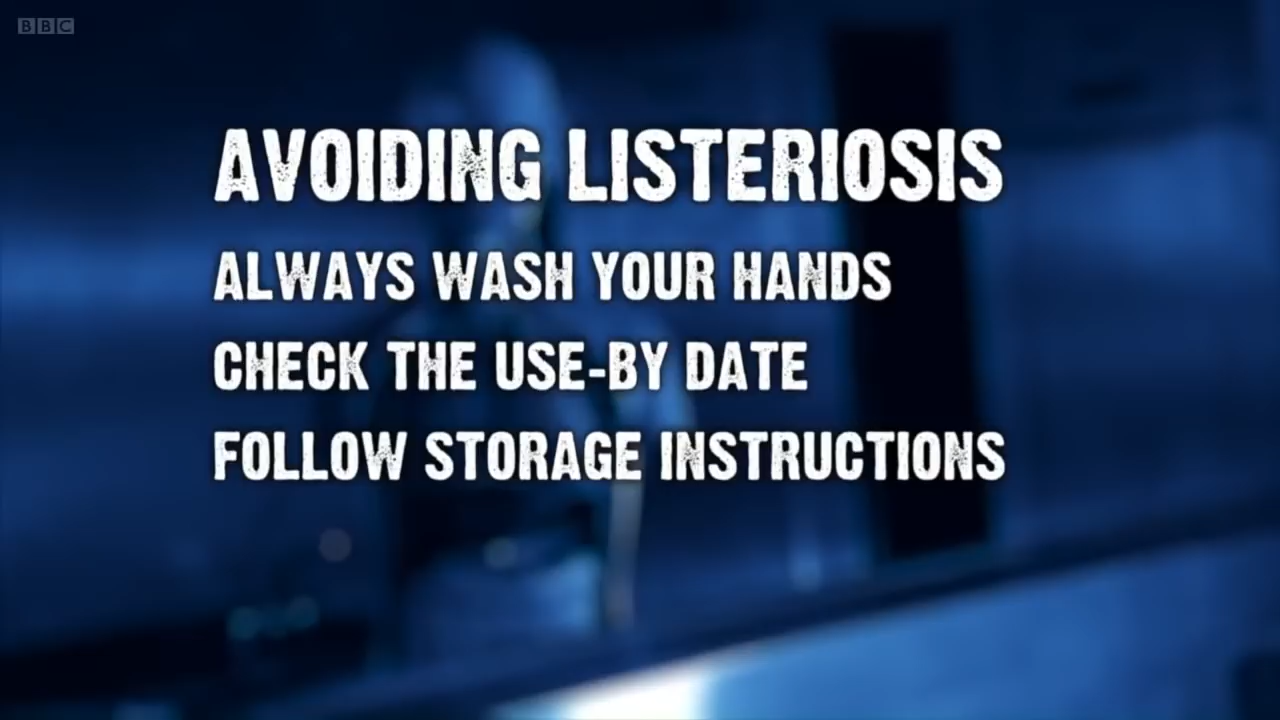 BBC
AVOIDING LISTERIOSIS
ALWAYS WASH YOUR HANDS
CHECK THE USE-BY DATE
FOLLOW STORAGE INSTRUCTIONS